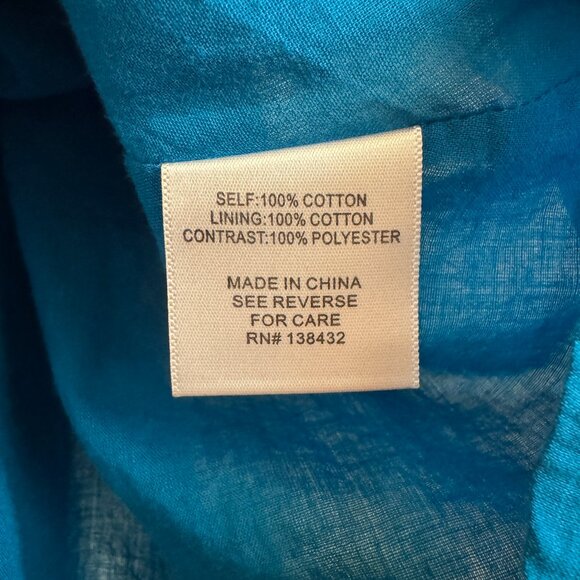 SELF:100% COTTON
LINING:100% COTTON
CONTRAST:100% POLYESTER
MADE IN CHINA
SEE REVERSE
FOR CARE
RN# 138432